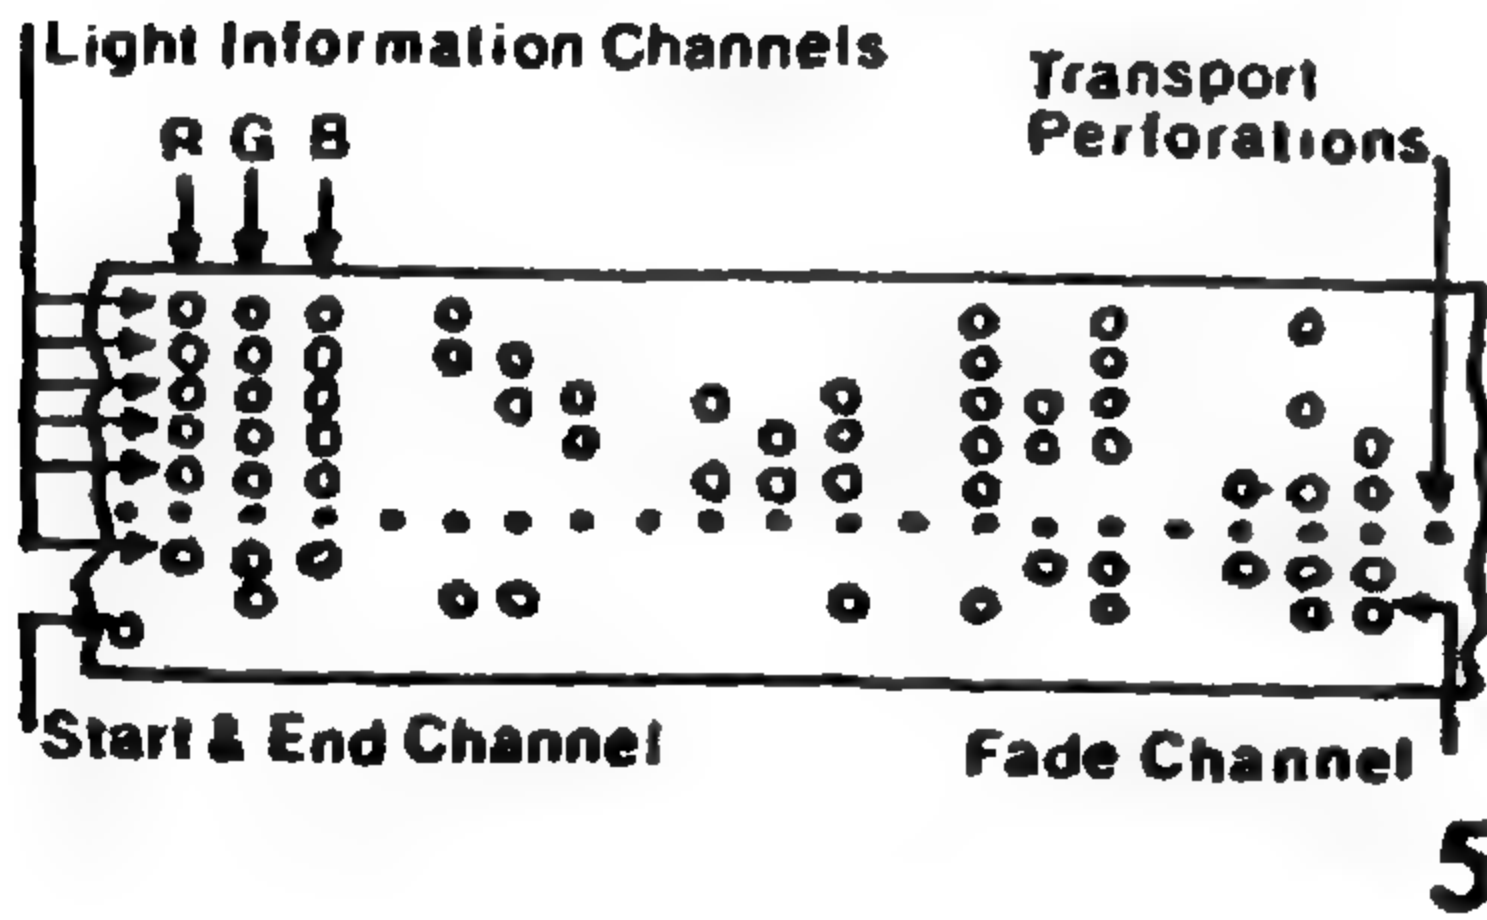 Light Information Channels
Transport
Perforations
R G B
Start & End Channel
Fade Channel
5